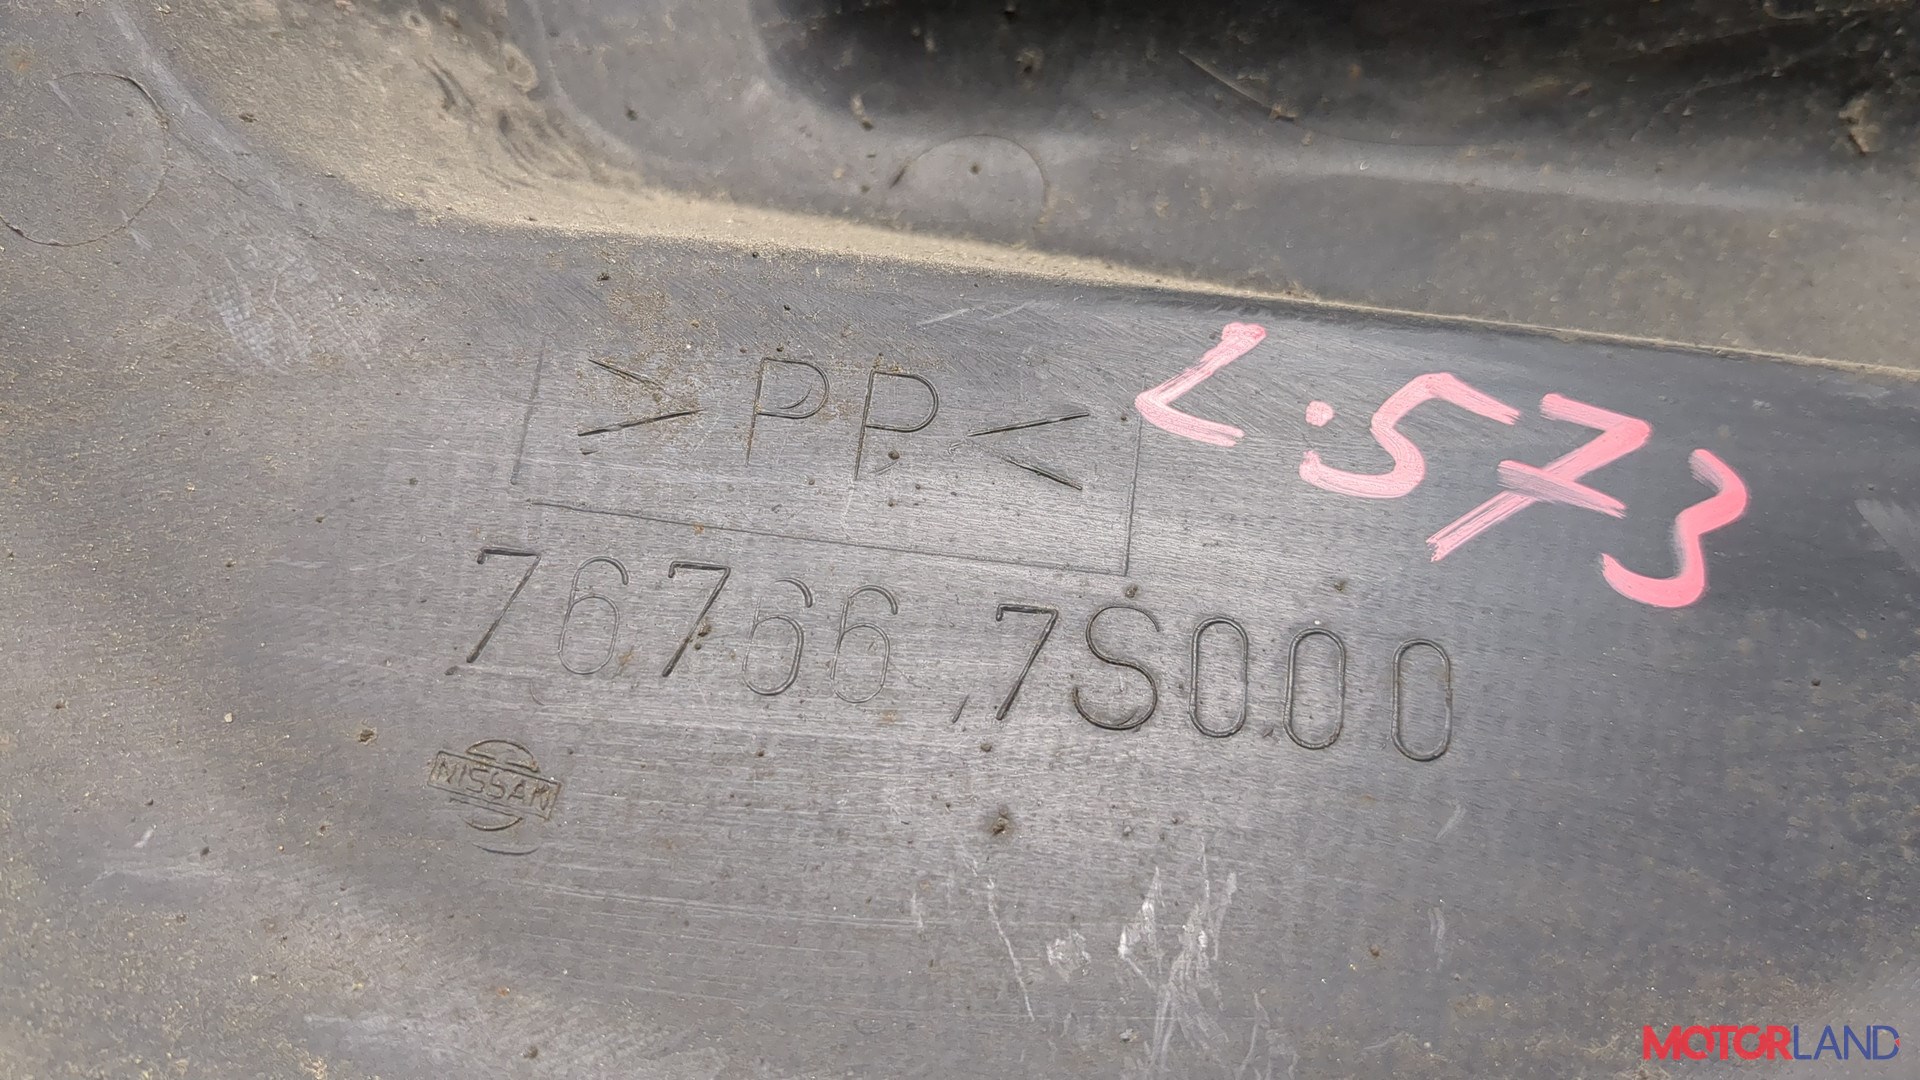 >PP<
L.573
76766 7S000
NISSAN
MOTORLAND